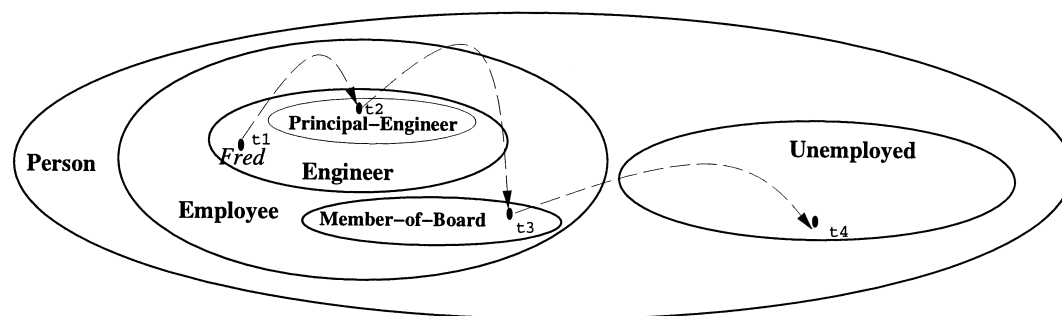 t2
Principal-Engineer
t1
Fred
Engineer
Person
Employee
Member-of-Board
t3
Unemployed
t4